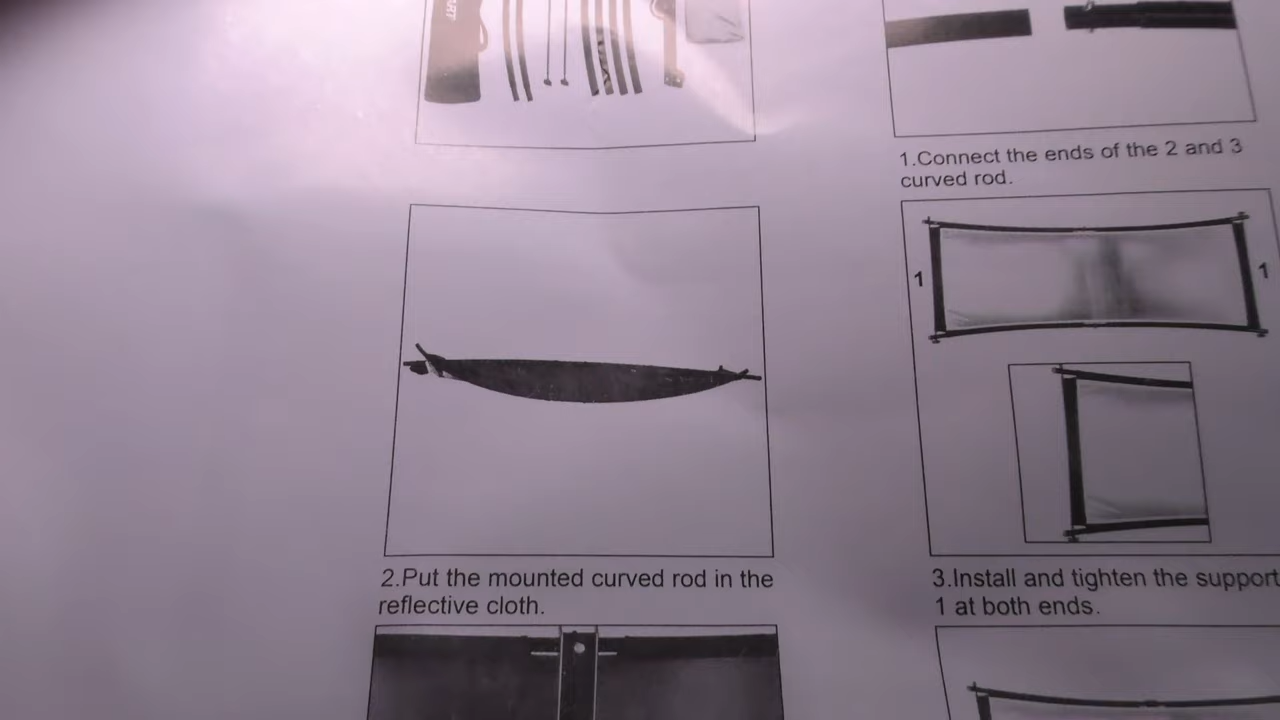 1.Connect the ends of the 2 and 3
curved rod.
1
1
2.Put the mounted curved rod in the
reflective cloth.
3.Install and tighten the support
1 at both ends.